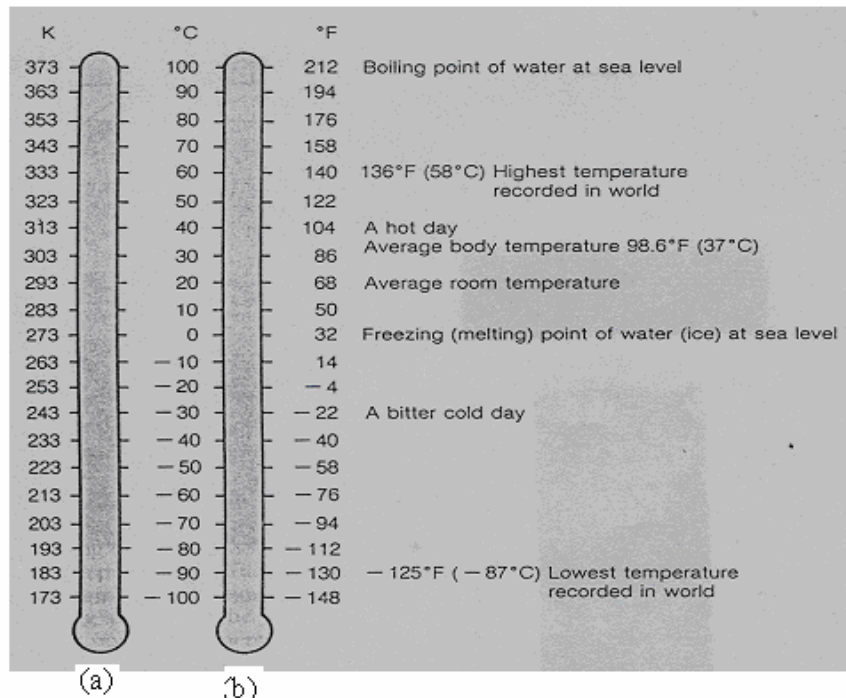 K °C °F
373 100 212 Boiling point of water at sea level
363 90 194
353 80 176
343 70 158
333 60 140 136°F (58°C) Highest temperature
recorded in world
323 50 122
313 40 104 A hot day
Average body temperature 98.6°F (37°C)
303 30 86
293 20 68 Average room temperature
283 10 50
273 0 32 Freezing (melting) point of water (ice) at sea level
263 −10 14
253 −20 −4
243 −30 −22 A bitter cold day
233 −40 −40
223 −50 −58
213 −60 −76
203 −70 −94
193 −80 −112
183 −90 −130 −125°F (−87°C) Lowest temperature
recorded in world
173 −100 −148
(a) (b)